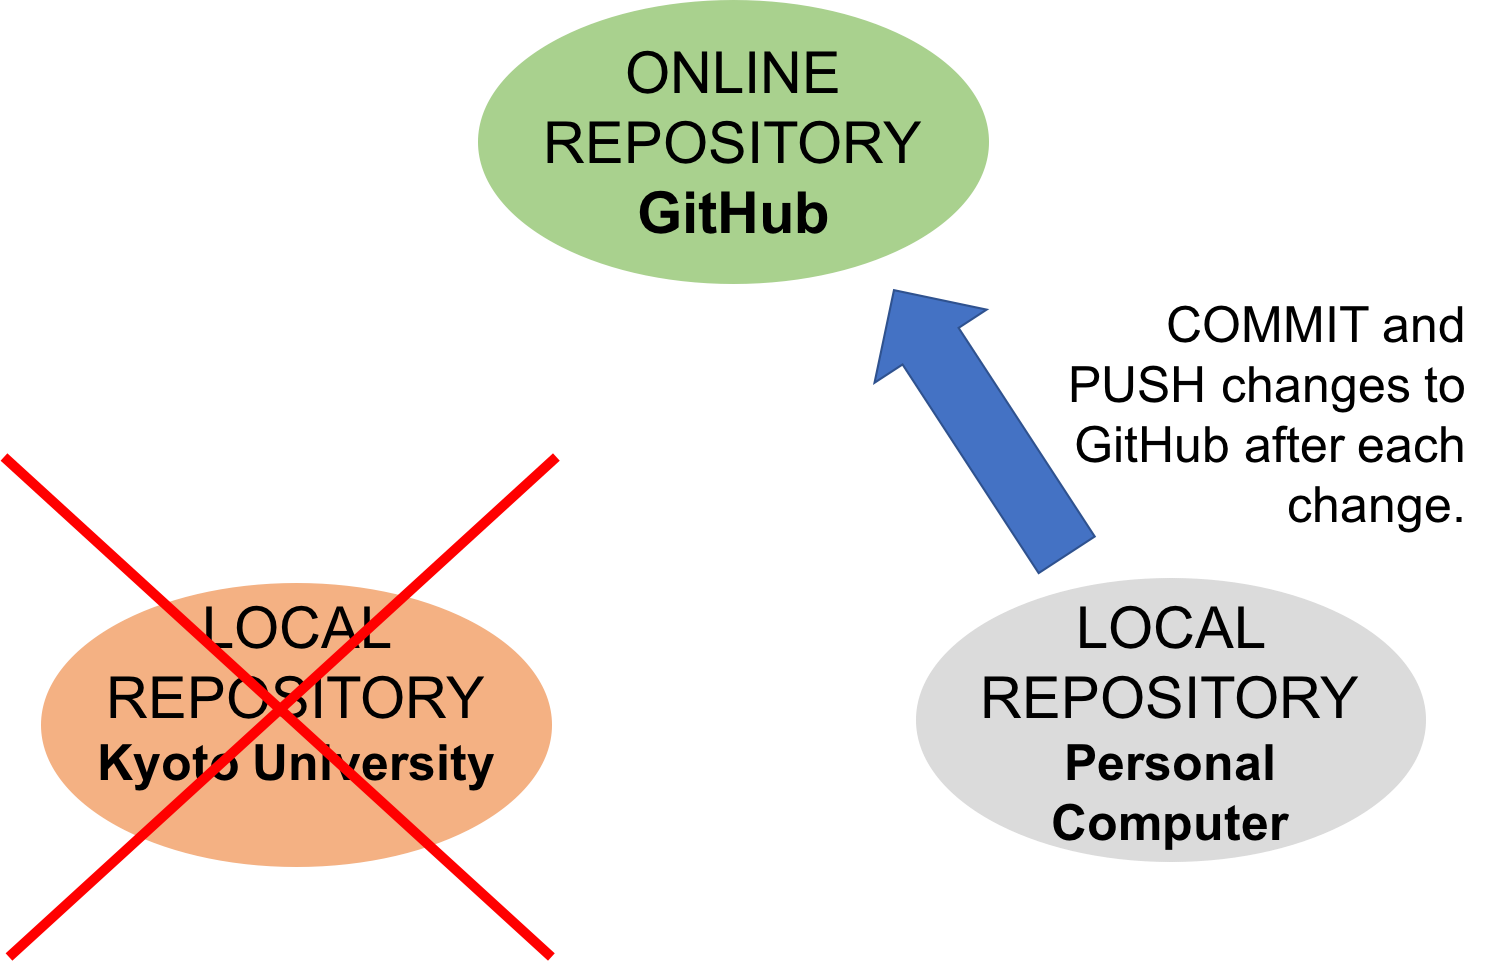 ONLINE
REPOSITORY
GitHub
COMMIT and
PUSH changes to
GitHub after each
change.
LOCAL
REPOSITORY
Kyoto University
LOCAL
REPOSITORY
Personal
Computer